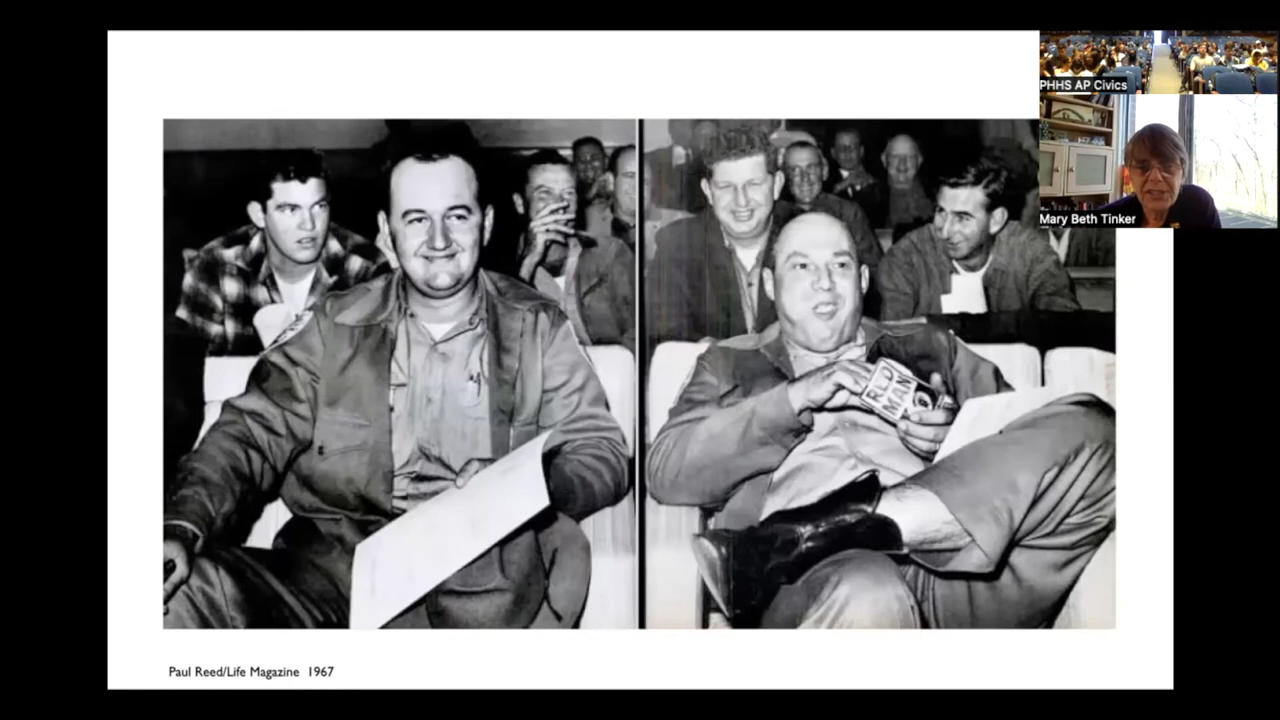 PHHS AP Civics
Mary Beth Tinker
RED
MAN
Paul Reed/Life Magazine 1967